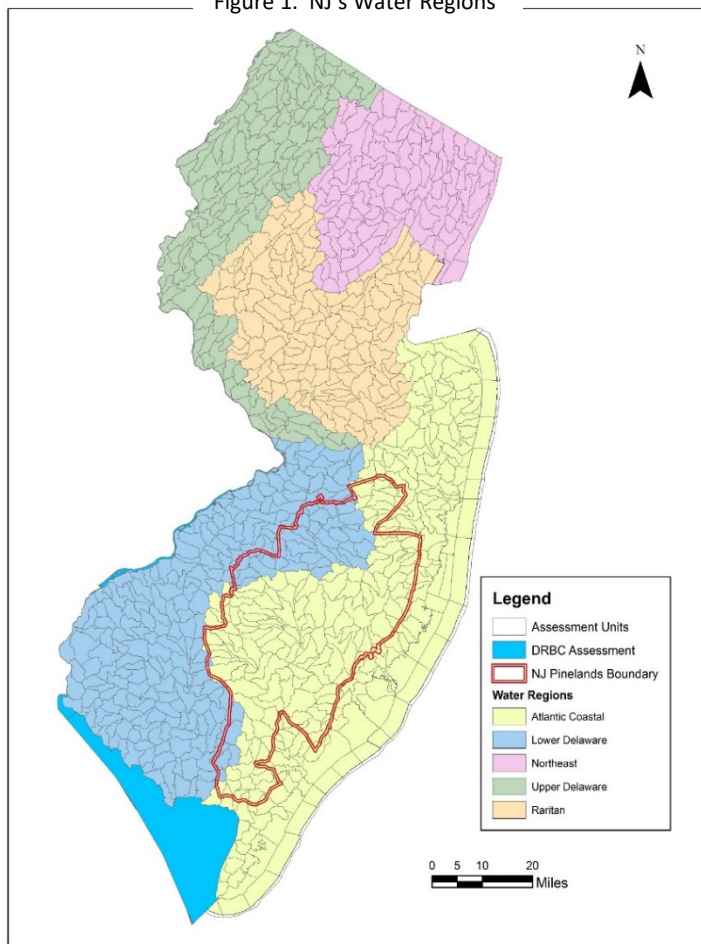 Figure 1. NJ's Water Regions
N
Legend
Assessment Units
DRBC Assessment
NJ Pinelands Boundary
Water Regions
Atlantic Coastal
Lower Delaware
Northeast
Upper Delaware
Raritan
0 5 10 20
Miles